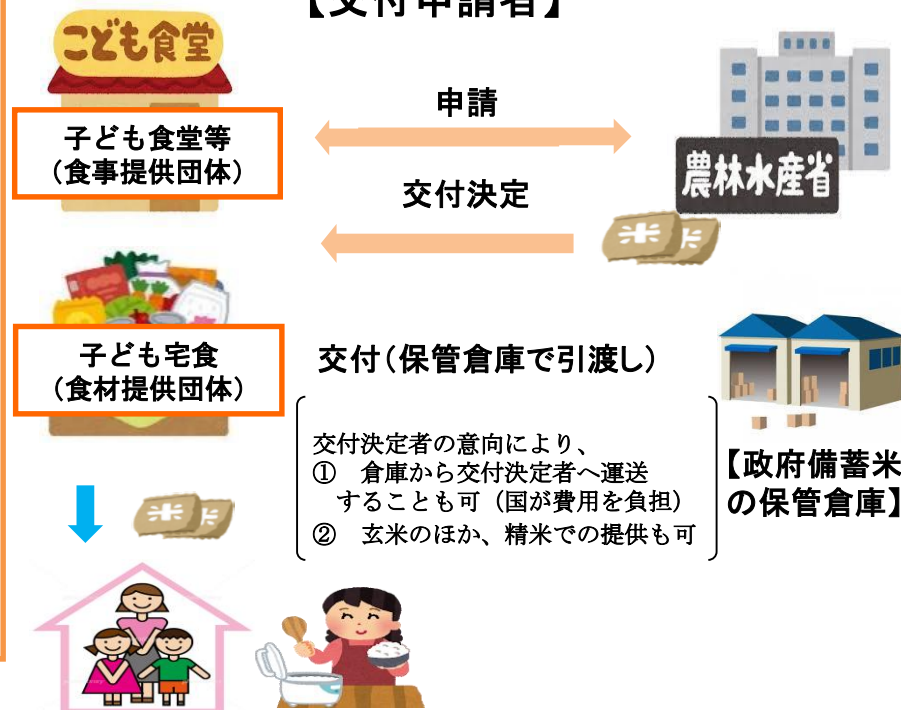 【交付申請者】
こども食堂
子ども食堂等
（食事提供団体）
申請
農林水産省
交付決定
米
米
子ども宅食
（食材提供団体）
交付（保管倉庫で引渡し）
交付決定者の意向により、
①　倉庫から交付決定者へ運送
することも可（国が費用を負担）
②　玄米のほか、精米での提供も可
【政府備蓄米
の保管倉庫】
米
米